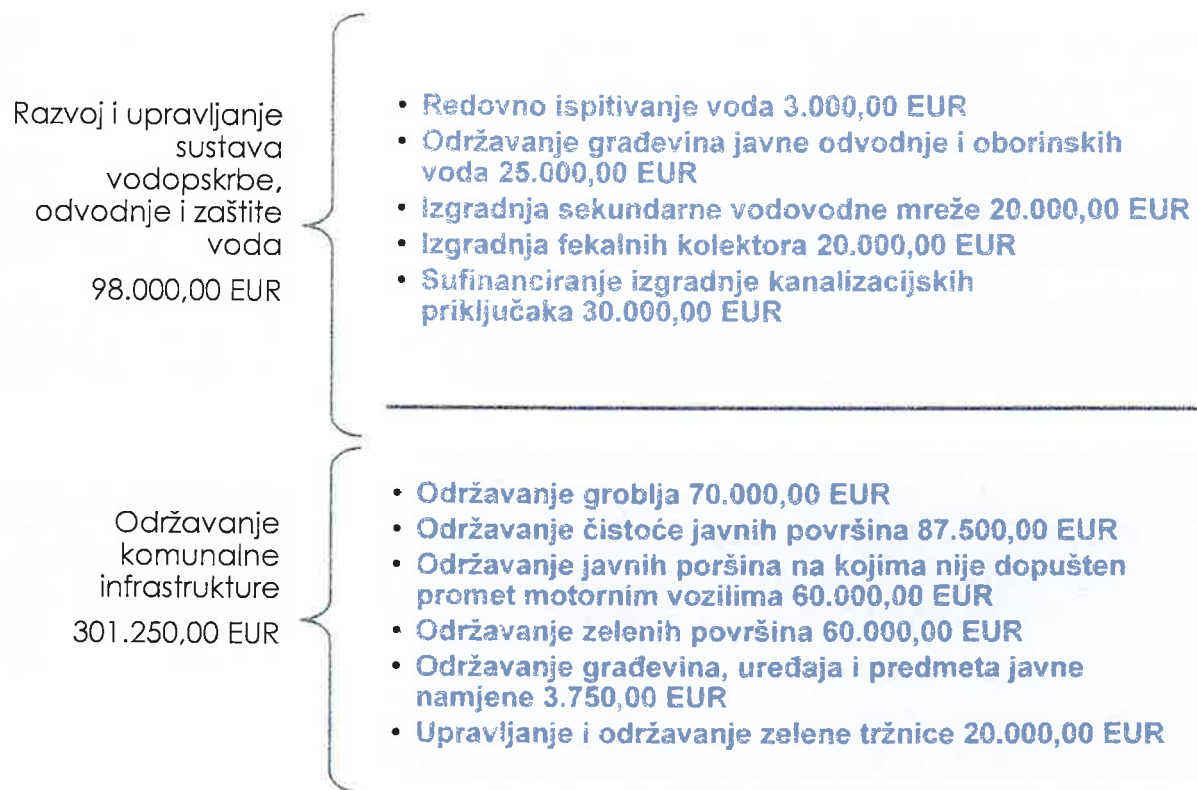 Razvoj i upravljanje
sustava
vodopskrbe,
odvodnje i zaštite
voda
98.000,00 EUR
• Redovno ispitivanje voda 3.000,00 EUR
• Održavanje građevina javne odvodnje i oborinskih
voda 25.000,00 EUR
• Izgradnja sekundarne vodovodne mreže 20.000,00 EUR
• Izgradnja fekalnih kolektora 20.000,00 EUR
• Sufinanciranje izgradnje kanalizacijskih
priključaka 30.000,00 EUR
Održavanje
komunalne
infrastrukture
301.250,00 EUR
• Održavanje groblja 70.000,00 EUR
• Održavanje čistoće javnih površina 87.500,00 EUR
• Održavanje javnih poršina na kojima nije dopušten
promet motornim vozilima 60.000,00 EUR
• Održavanje zelenih površina 60.000,00 EUR
• Održavanje građevina, uređaja i predmeta javne
namjene 3.750,00 EUR
• Upravljanje i održavanje zelene tržnice 20.000,00 EUR